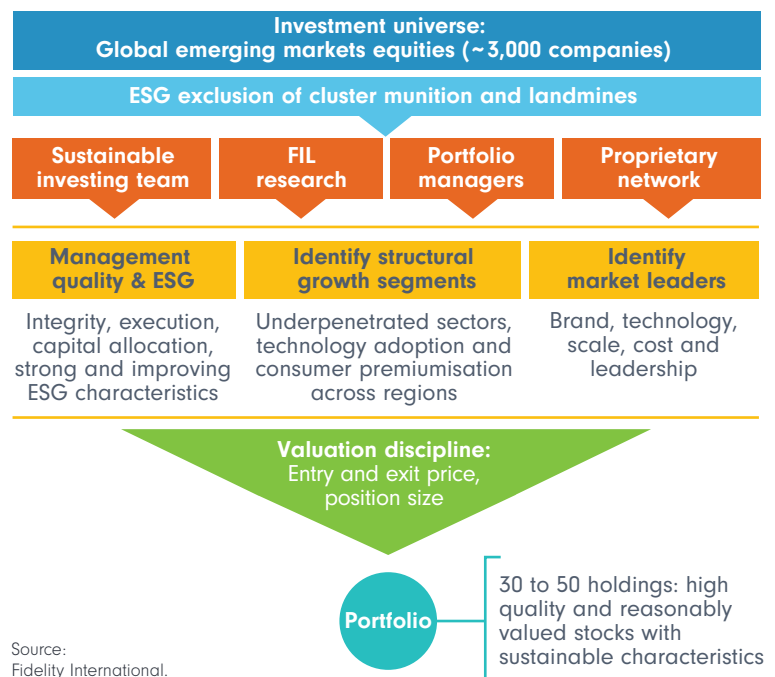 Investment universe:
Global emerging markets equities (~3,000 companies)
ESG exclusion of cluster munition and landmines
Sustainable
investing team
FIL
research
Portfolio
managers
Proprietary
network
Management
quality & ESG
Identify structural
growth segments
Identify
market leaders
Integrity, execution,
capital allocation,
strong and improving
ESG characteristics
Underpenetrated sectors,
technology adoption and
consumer premiumisation
across regions
Brand, technology,
scale, cost and
leadership
Valuation discipline:
Entry and exit price,
position size
Portfolio
30 to 50 holdings: high
quality and reasonably
valued stocks with
sustainable characteristics
Source:
Fidelity International.